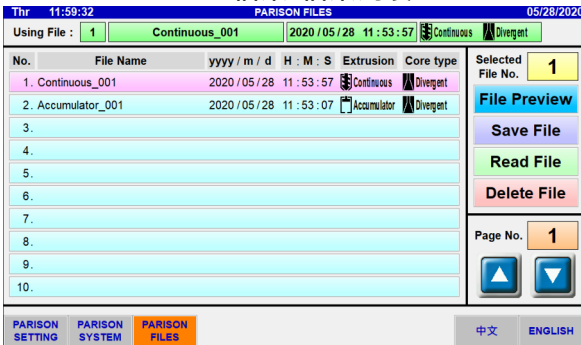 Thr 11:59:32 PARISON FILES 05/28/2020
Using File : 1 Continuous_001 2020 / 05 / 28 11 : 53 : 57 Continuous Divergent
No. File Name yyyy / m / d H : M : S Extrusion Core type
1. Continuous_001 2020 / 05 / 28 11 : 53 : 57 Continuous Divergent
2. Accumulator_001 2020 / 05 / 28 11 : 53 : 07 Accumulator Divergent
3.
4.
5.
6.
7.
8.
9.
10.
Selected
File No. 1
File Preview
Save File
Read File
Delete File
Page No. 1
PARISON SETTING
PARISON SYSTEM
PARISON FILES
中文
ENGLISH